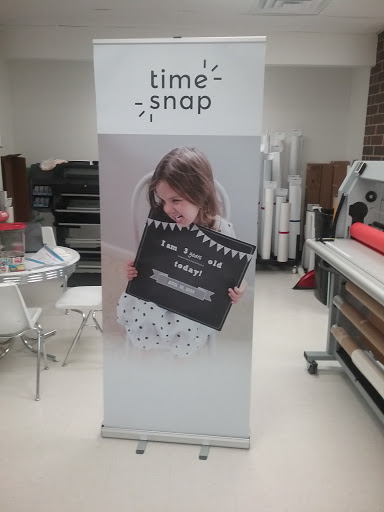 time
snap
I am 3 years old
today!